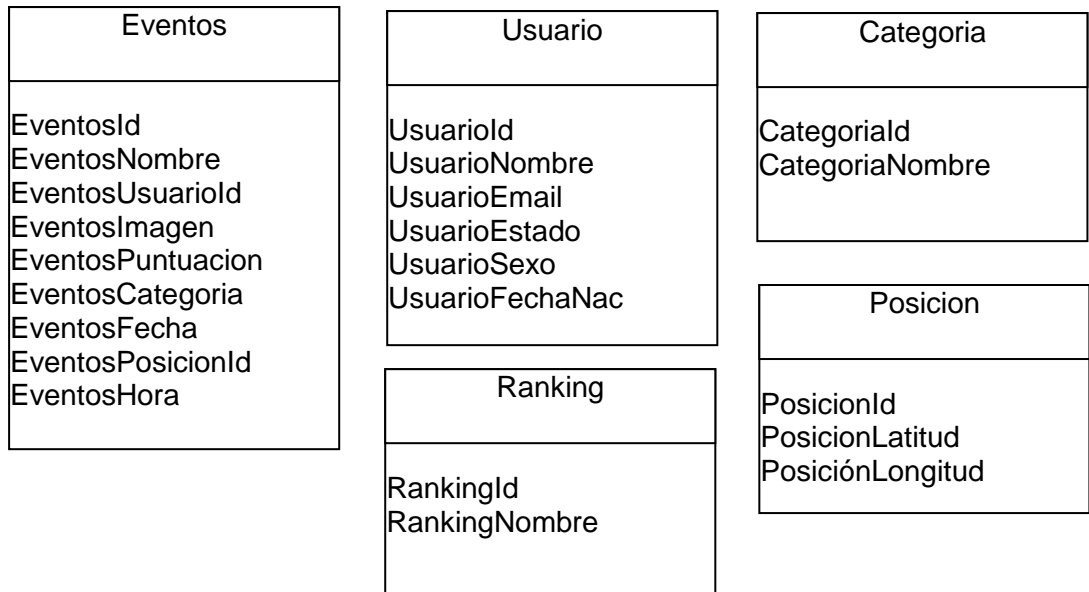 Eventos
EventosId
EventosNombre
EventosUsuarioId
EventosImagen
EventosPuntuacion
EventosCategoria
EventosFecha
EventosPosicionId
EventosHora
Usuario
UsuarioId
UsuarioNombre
UsuarioEmail
UsuarioEstado
UsuarioSexo
UsuarioFechaNac
Ranking
RankingId
RankingNombre
Categoria
CategoriaId
CategoriaNombre
Posicion
PosicionId
PosicionLatitud
PosiciónLongitud